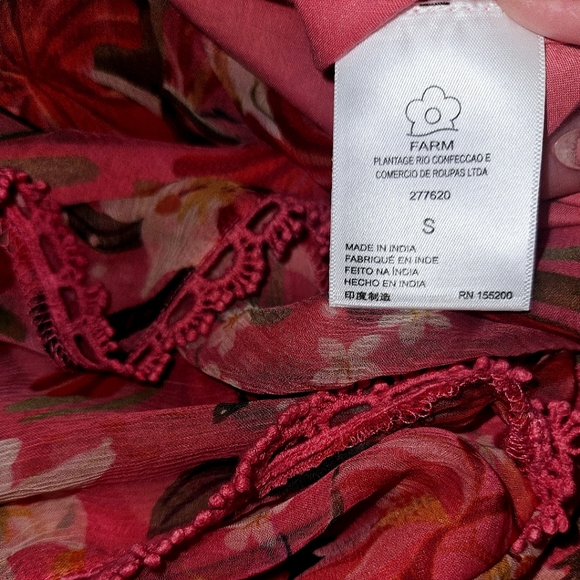 FARM
PLANTAGE RIO CONFECCAO E
COMERCIO DE ROUPAS LTDA
277620
S
MADE IN INDIA
FABRIQUÉ EN INDE
FEITO NA ÍNDIA
HECHO EN INDIA
印度制造 RN 155200